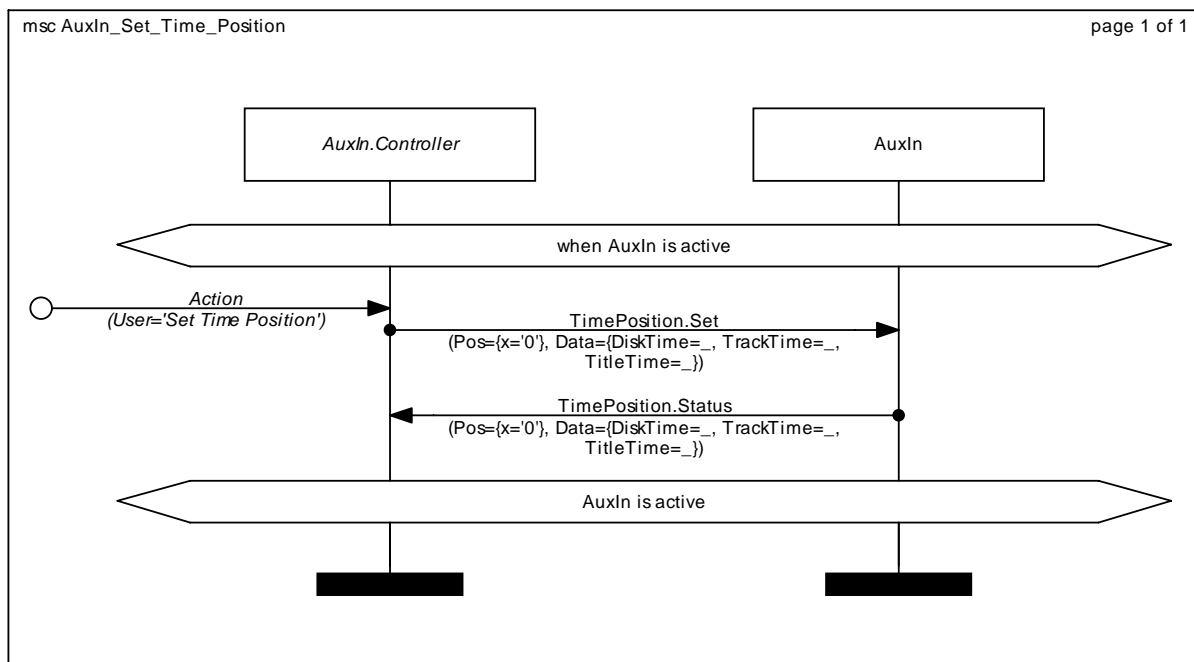 msc AuxIn_Set_Time_Position
page 1 of 1
AuxIn.Controller
AuxIn
when AuxIn is active
Action
(User='Set Time Position')
TimePosition.Set
(Pos={x='0'}, Data={DiskTime=_, TrackTime=_,
TitleTime=_})
TimePosition.Status
(Pos={x='0'}, Data={DiskTime=_, TrackTime=_,
TitleTime=_})
AuxIn is active